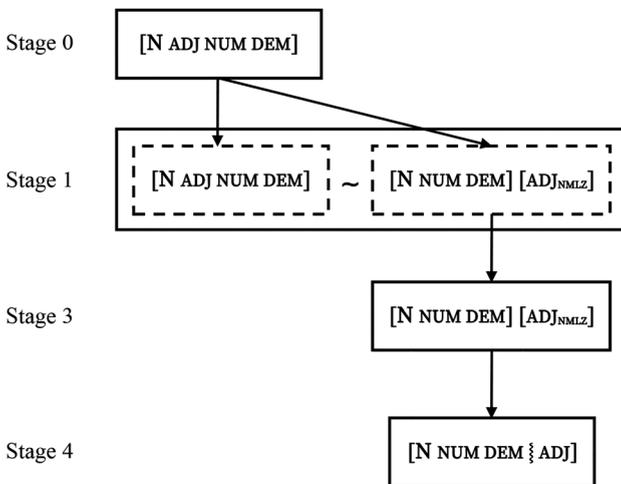 Stage 0 [N ADJ NUM DEM]
Stage 1 [N ADJ NUM DEM] ~ [N NUM DEM] [ADJNMLZ]
Stage 3 [N NUM DEM] [ADJNMLZ]
Stage 4 [N NUM DEM ⦚ ADJ]